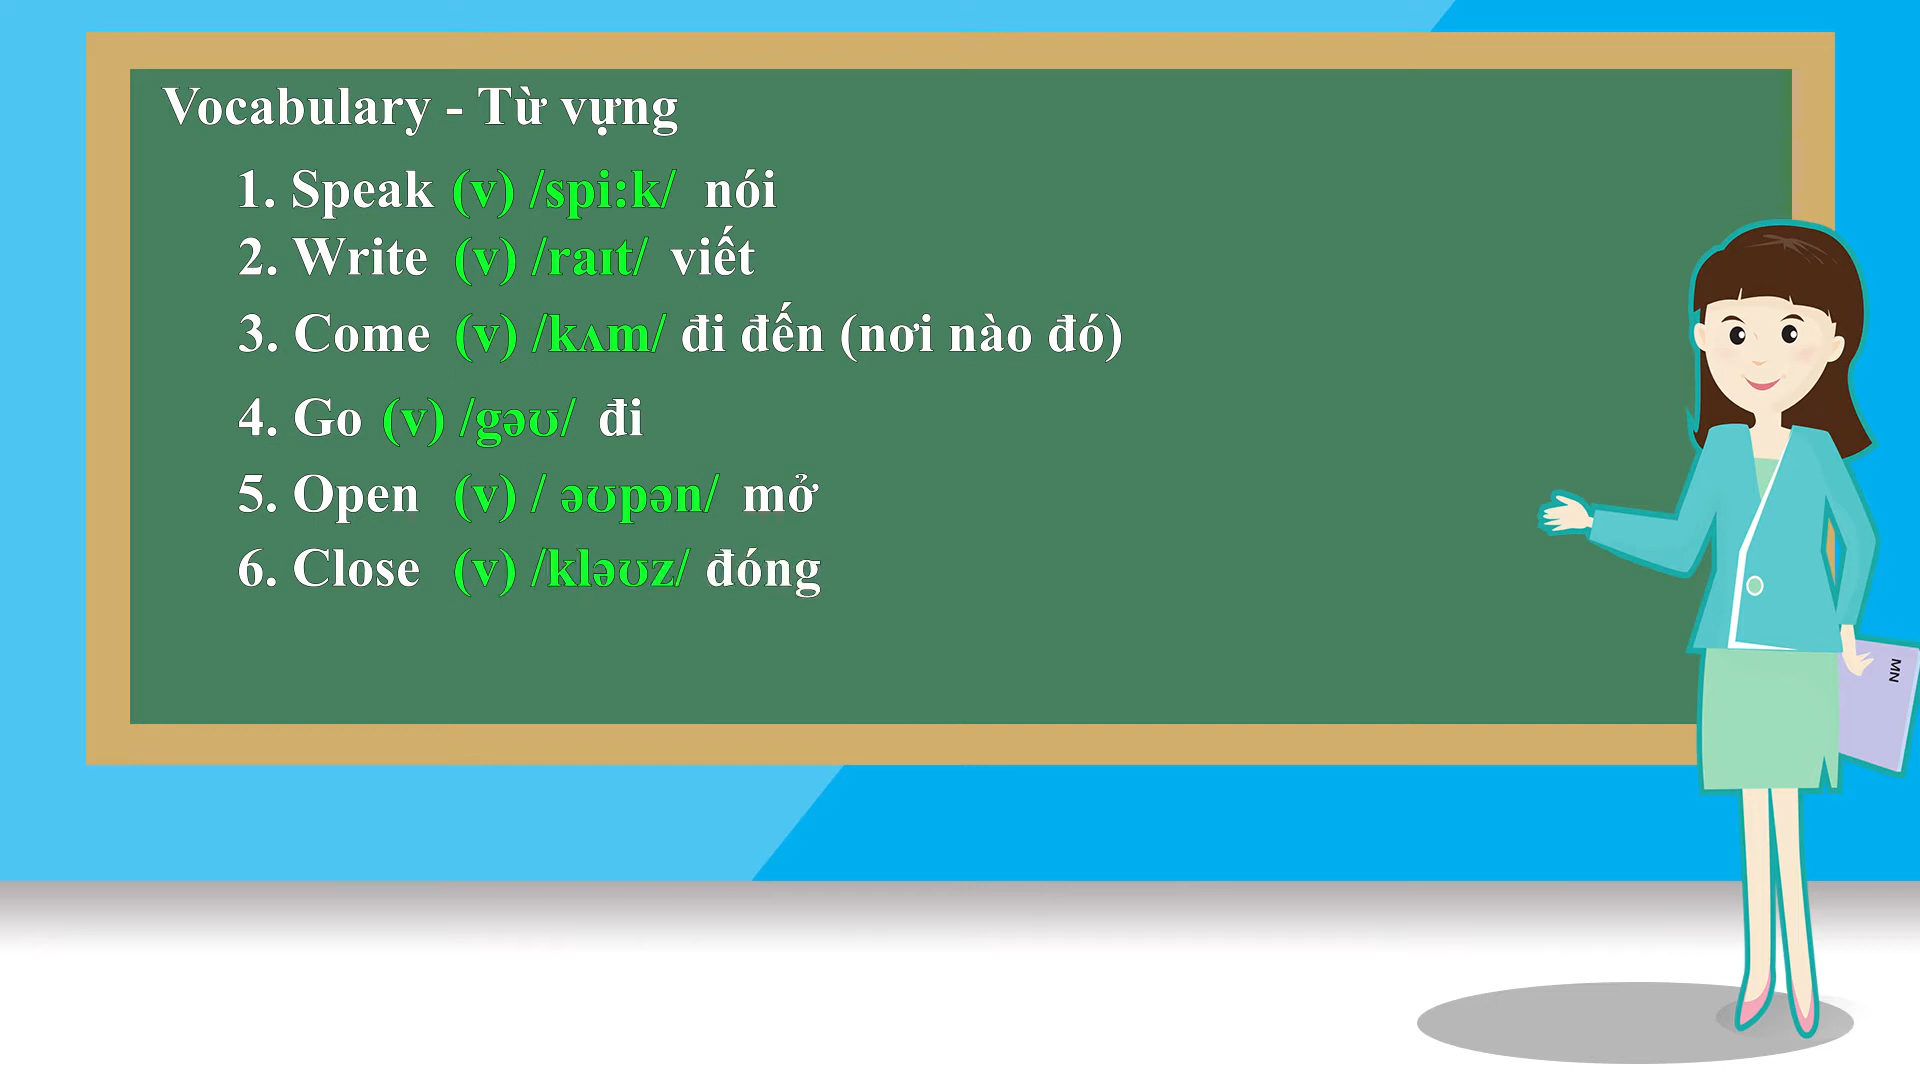 Vocabulary - Từ vựng
1. Speak (v) /spi:k/ nói
2. Write (v) /raɪt/ viết
3. Come (v) /kʌm/ đi đến (nơi nào đó)
4. Go (v) /gəʊ/ đi
5. Open (v) / əʊpən/ mở
6. Close (v) /kləʊz/ đóng
MN